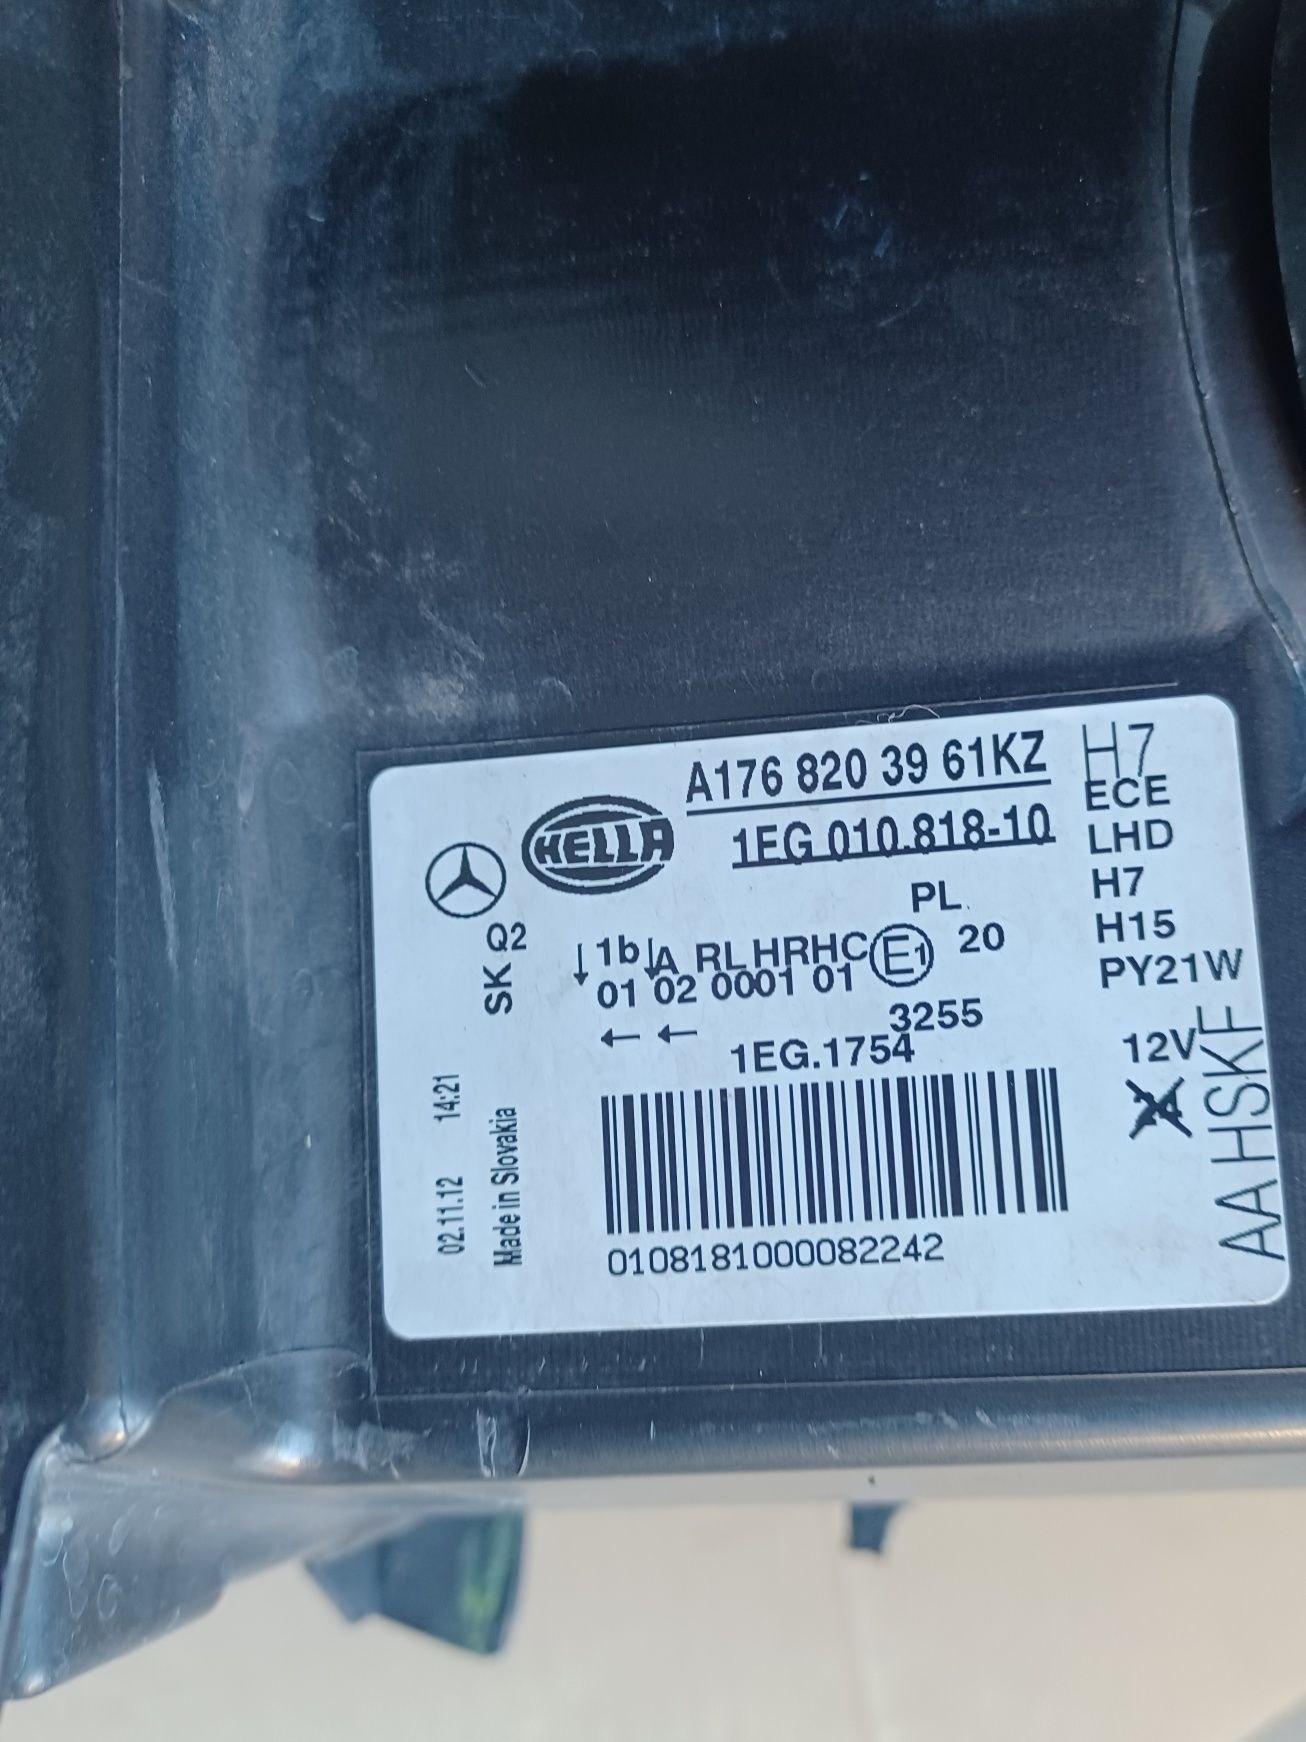 A176 820 39 61KZ
H7
HELLA
1EG 010.818-10
ECE
LHD
PL
H7
Q2
1b A RL HRHC E1 20
H15
SK
01 02 0001 01
PY21W
3255
1EG.1754
12V
AAHSKF
02.11.12 14:21
Made in Slovakia
0108181000082242